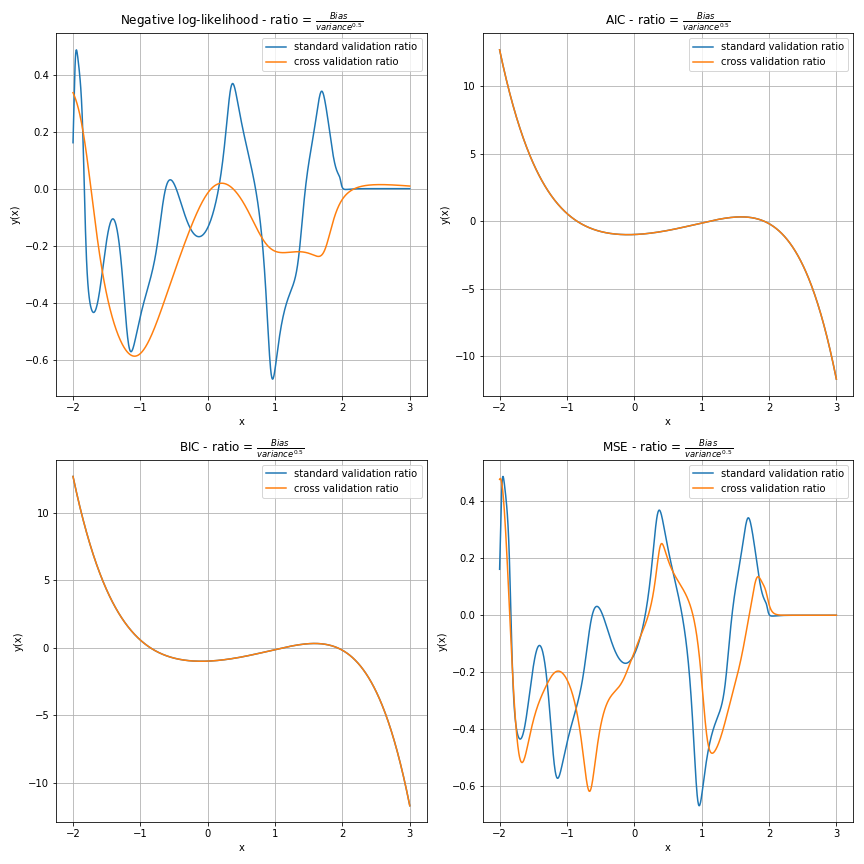 Negative log-likelihood - ratio = Bias / variance^0.5
standard validation ratio
cross validation ratio
0.4
0.2
0.0
−0.2
−0.4
−0.6
y(x)
−2 −1 0 1 2 3
x
AIC - ratio = Bias / variance^0.5
standard validation ratio
cross validation ratio
10
5
0
−5
−10
y(x)
−2 −1 0 1 2 3
x
BIC - ratio = Bias / variance^0.5
standard validation ratio
cross validation ratio
10
5
0
−5
−10
y(x)
−2 −1 0 1 2 3
x
MSE - ratio = Bias / variance^0.5
standard validation ratio
cross validation ratio
0.4
0.2
0.0
−0.2
−0.4
−0.6
y(x)
−2 −1 0 1 2 3
x